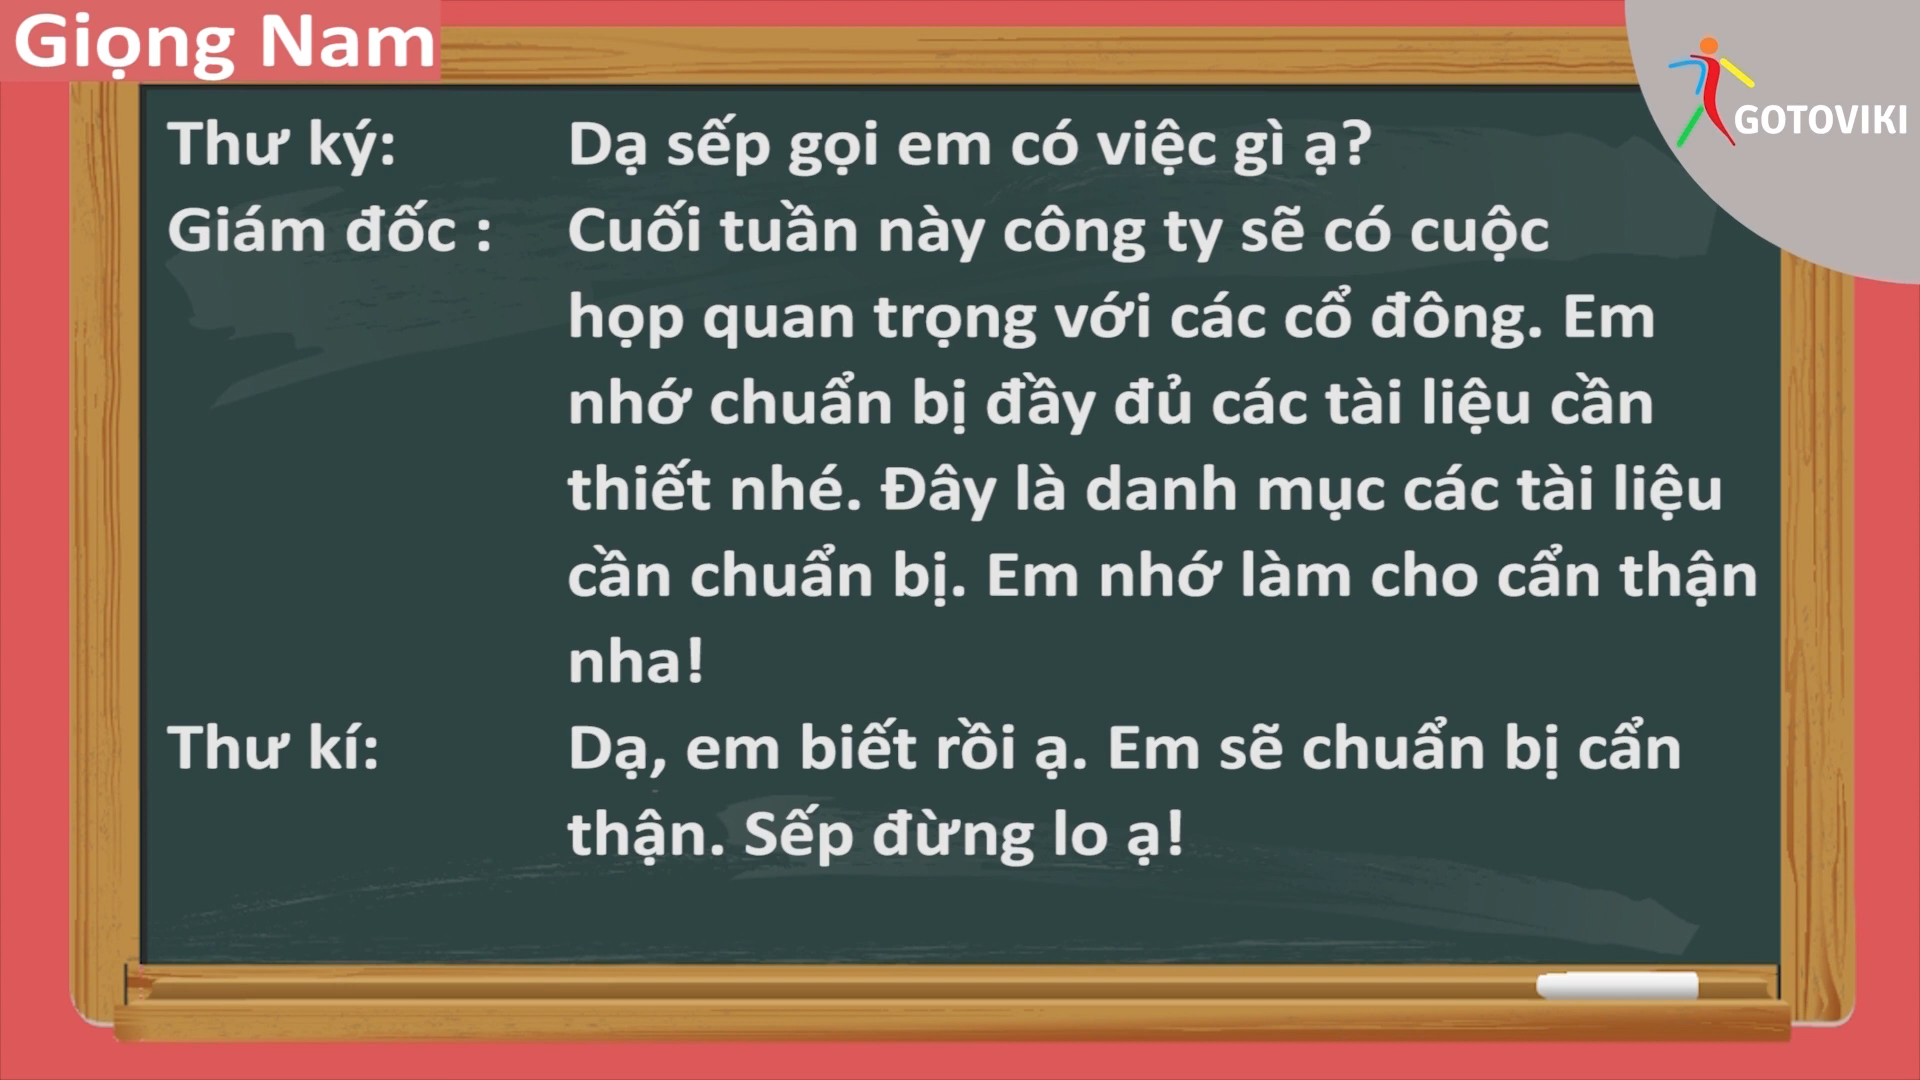 Giọng Nam
GOTOVIKI
Thư ký: Dạ sếp gọi em có việc gì ạ?
Giám đốc : Cuối tuần này công ty sẽ có cuộc
họp quan trọng với các cổ đông. Em
nhớ chuẩn bị đầy đủ các tài liệu cần
thiết nhé. Đây là danh mục các tài liệu
cần chuẩn bị. Em nhớ làm cho cẩn thận
nha!
Thư kí: Dạ, em biết rồi ạ. Em sẽ chuẩn bị cẩn
thận. Sếp đừng lo ạ!